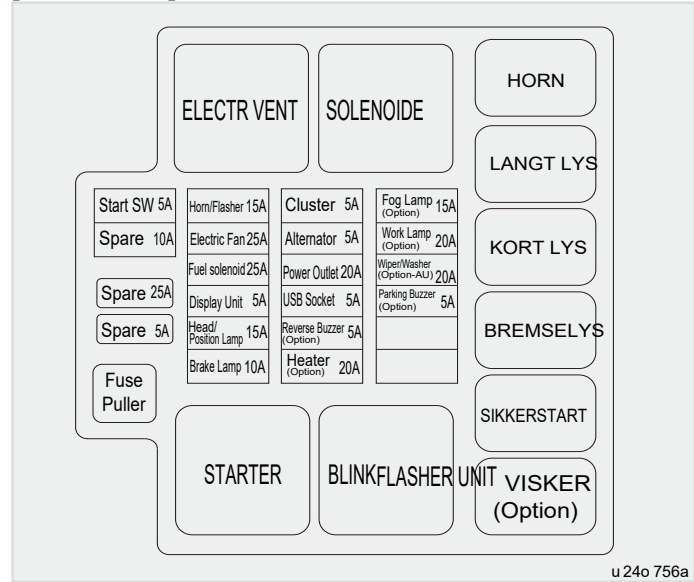 ELECTR VENT
SOLENOIDE
HORN
LANGT LYS
KORT LYS
BREMSELYS
SIKKERSTART
VISKER
(Option)
Start SW 5A
Spare 10A
Spare 25A
Spare 5A
Fuse
Puller
Horn/Flasher 15A
Electric Fan 25A
Fuel solenoid 25A
Display Unit 5A
Head/
Position Lamp 15A
Brake Lamp 10A
Cluster 5A
Alternator 5A
Power Outlet 20A
USB Socket 5A
Reverse Buzzer 5A
(Option)
Heater
(Option) 20A
Fog Lamp 15A
(Option)
Work Lamp 20A
(Option)
Wiper/Washer
(Option-AU) 20A
Parking Buzzer 5A
(Option)
STARTER
BLINKFLASHER UNIT
u 24o 756a